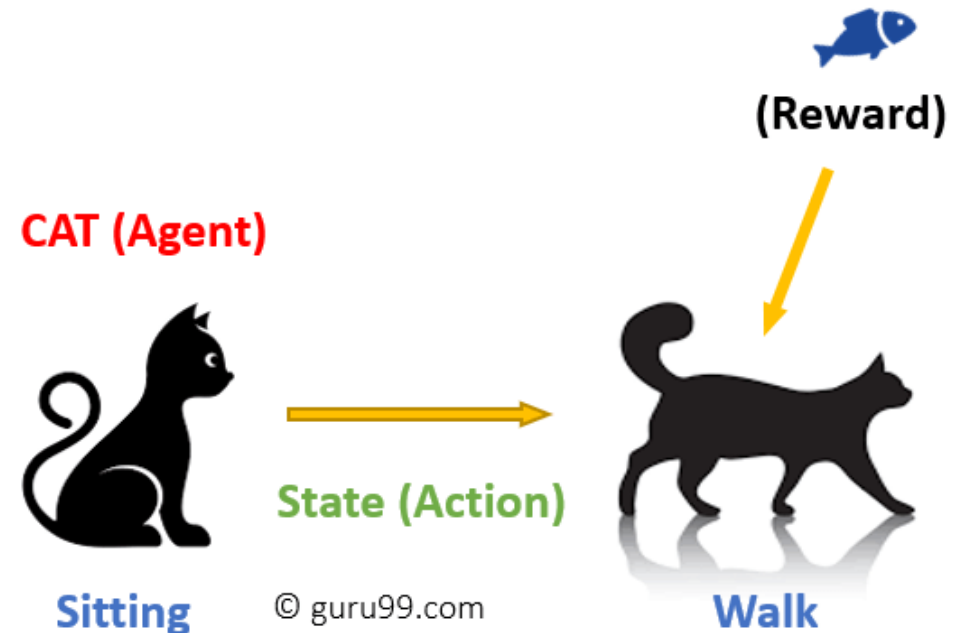 (Reward)
CAT (Agent)
State (Action)
Sitting
© guru99.com
Walk